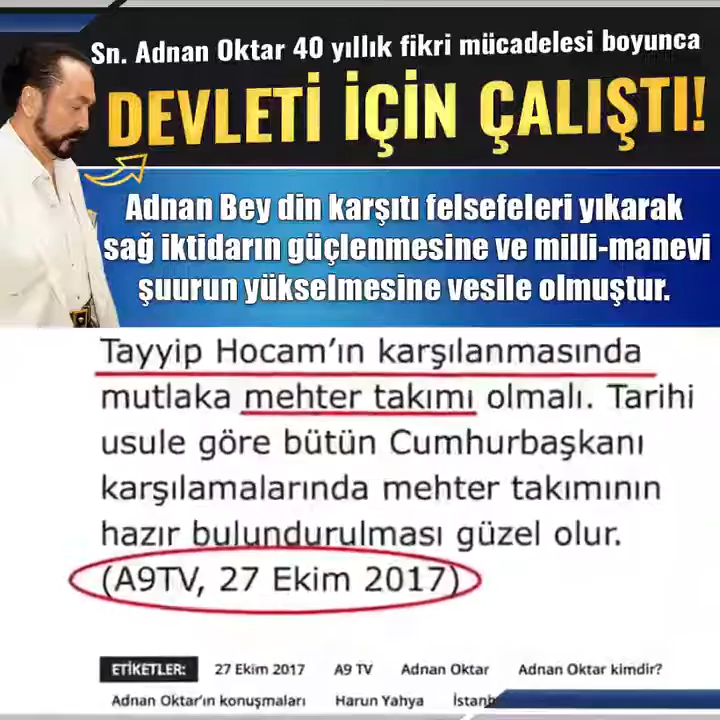 Sn. Adnan Oktar 40 yıllık fikri mücadelesi boyunca
DEVLETİ İÇİN ÇALIŞTI!
Adnan Bey din karşıtı felsefeleri yıkarak
sağ iktidarın güçlenmesine ve milli-manevi
şuurun yükselmesine vesile olmuştur.
Tayyip Hocam’ın karşılanmasında
mutlaka mehter takımı olmalı. Tarihi
usule göre bütün Cumhurbaşkanı
karşılamalarında mehter takımının
hazır bulundurulması güzel olur.
(A9TV, 27 Ekim 2017)
ETİKETLER: 27 Ekim 2017 A9 TV Adnan Oktar Adnan Oktar kimdir?
Adnan Oktar'ın konuşmaları Harun Yahya